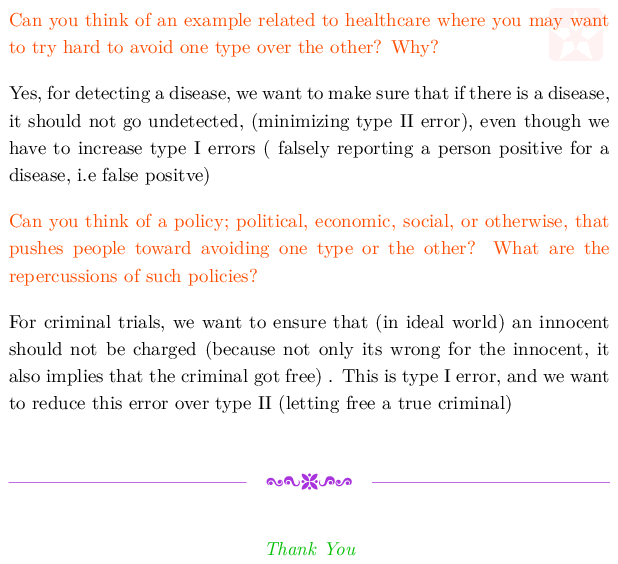 Can you think of an example related to healthcare where you may want
to try hard to avoid one type over the other? Why?
Yes, for detecting a disease, we want to make sure that if there is a disease,
it should not go undetected, (minimizing type II error), even though we
have to increase type I errors ( falsely reporting a person positive for a
disease, i.e false positve)
Can you think of a policy; political, economic, social, or otherwise, that
pushes people toward avoiding one type or the other? What are the
repercussions of such policies?
For criminal trials, we want to ensure that (in ideal world) an innocent
should not be charged (because not only its wrong for the innocent, it
also implies that the criminal got free) . This is type I error, and we want
to reduce this error over type II (letting free a true criminal)
Thank You